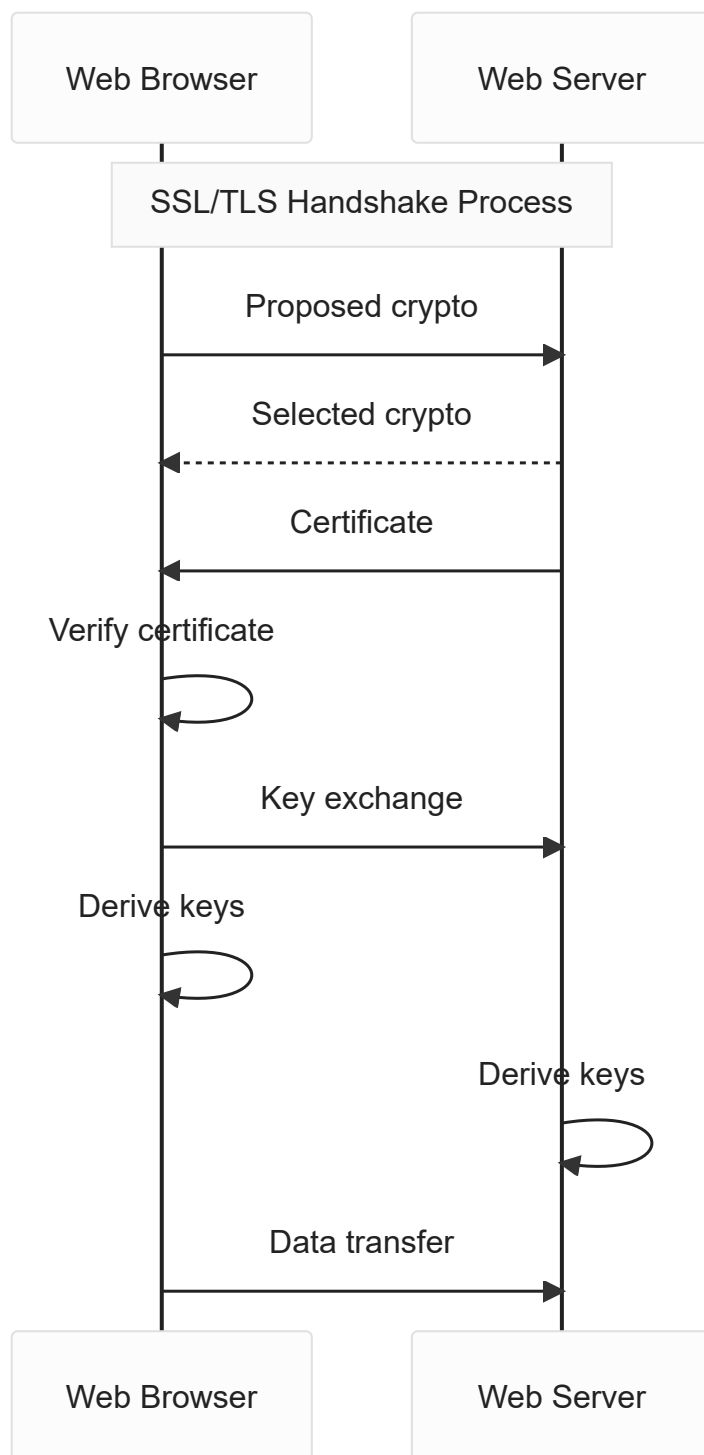 Web Browser
Web Server
SSL/TLS Handshake Process
Proposed crypto
Selected crypto
Certificate
Verify certificate
Key exchange
Derive keys
Derive keys
Data transfer
Web Browser
Web Server